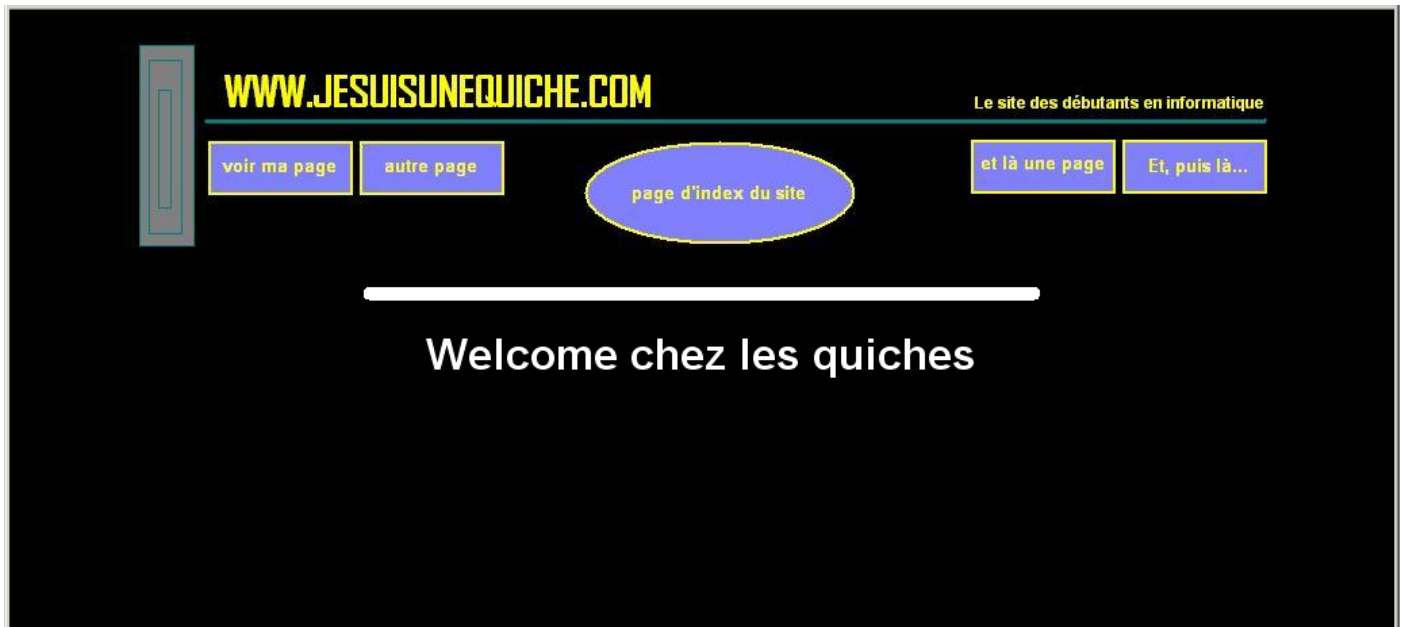 WWW.JESUISUNEQUICHE.COM
Le site des débutants en informatique
voir ma page
autre page
page d'index du site
et là une page
Et, puis là...
Welcome chez les quiches